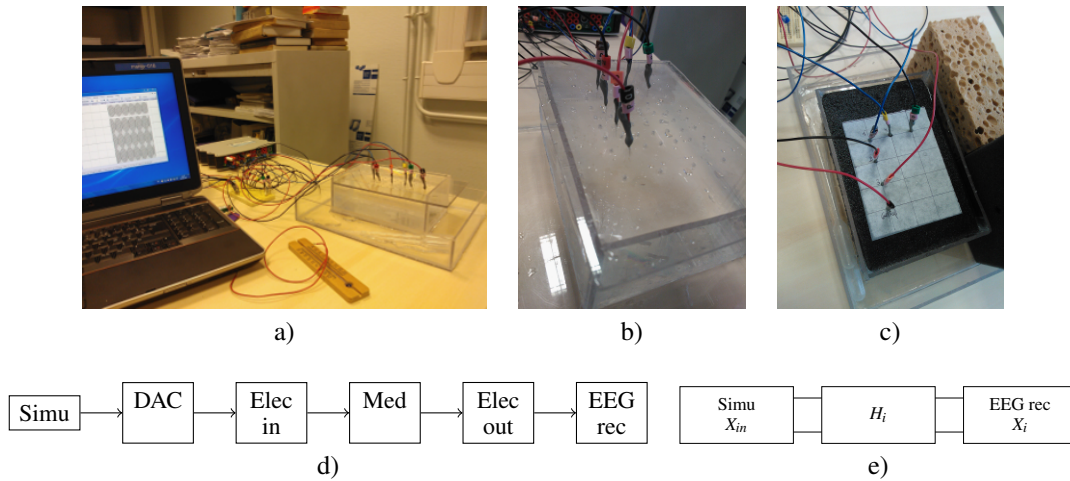 a)
b)
c)
Simu
DAC
Elec
in
Med
Elec
out
EEG
rec
Simu
X_in
H_i
EEG rec
X_i
d)
e)